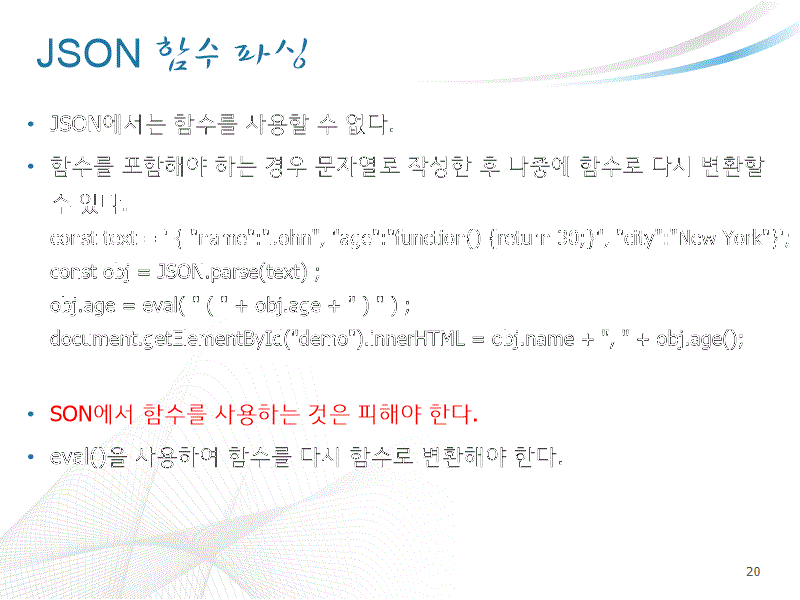 JSON 함수 파싱
• JSON에서는 함수를 사용할 수 없다.
• 함수를 포함해야 하는 경우 문자열로 작성한 후 나중에 함수로 다시 변환할
수 있다.
const text = '{ "name":"John", "age":"function() {return 30;}", "city":"New York"}';
const obj = JSON.parse(text) ;
obj.age = eval( " ( " + obj.age + " ) " ) ;
document.getElementById("demo").innerHTML = obj.name + ", " + obj.age();
• SON에서 함수를 사용하는 것은 피해야 한다.
• eval()을 사용하여 함수를 다시 함수로 변환해야 한다.
20